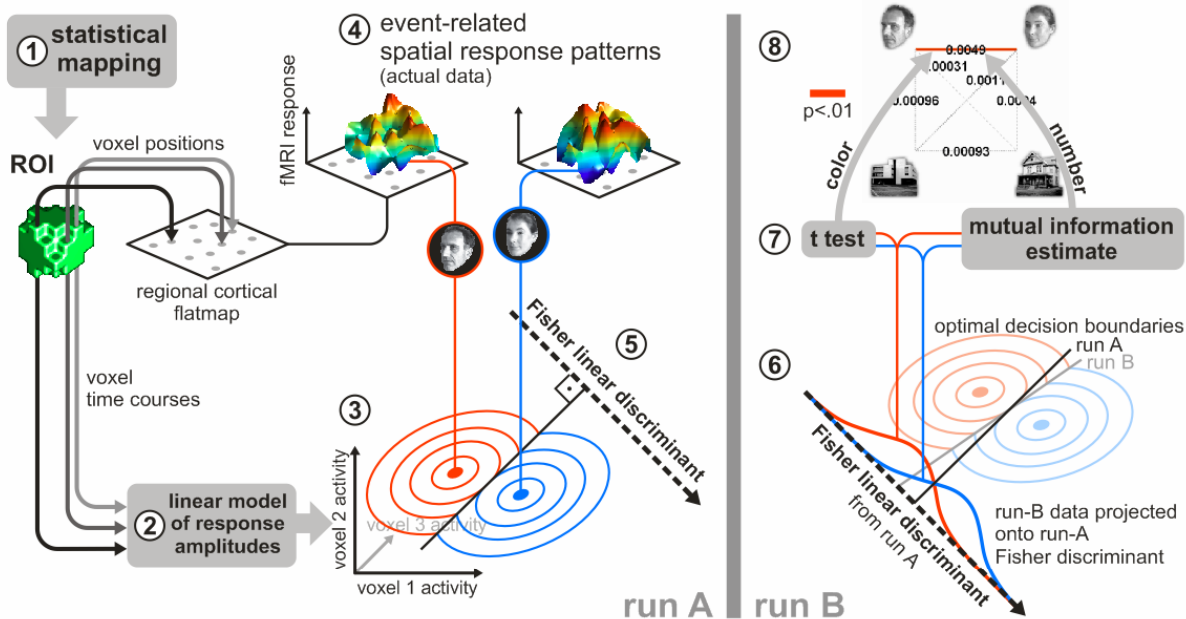 1
statistical
mapping
ROI
voxel positions
regional cortical
flatmap
voxel
time courses
2
linear model
of response
amplitudes
3
voxel 2 activity
voxel 3 activity
voxel 1 activity
4
event-related
spatial response patterns
(actual data)
fMRI response
5
Fisher linear discriminant
run A
run B
8
0.0049
0.00031
0.0011
0.00096
0.00093
p<.01
color
number
7
t test
mutual information
estimate
6
optimal decision boundaries
run A
run B
Fisher linear discriminant
from run A
run-B data projected
onto run-A
Fisher discriminant